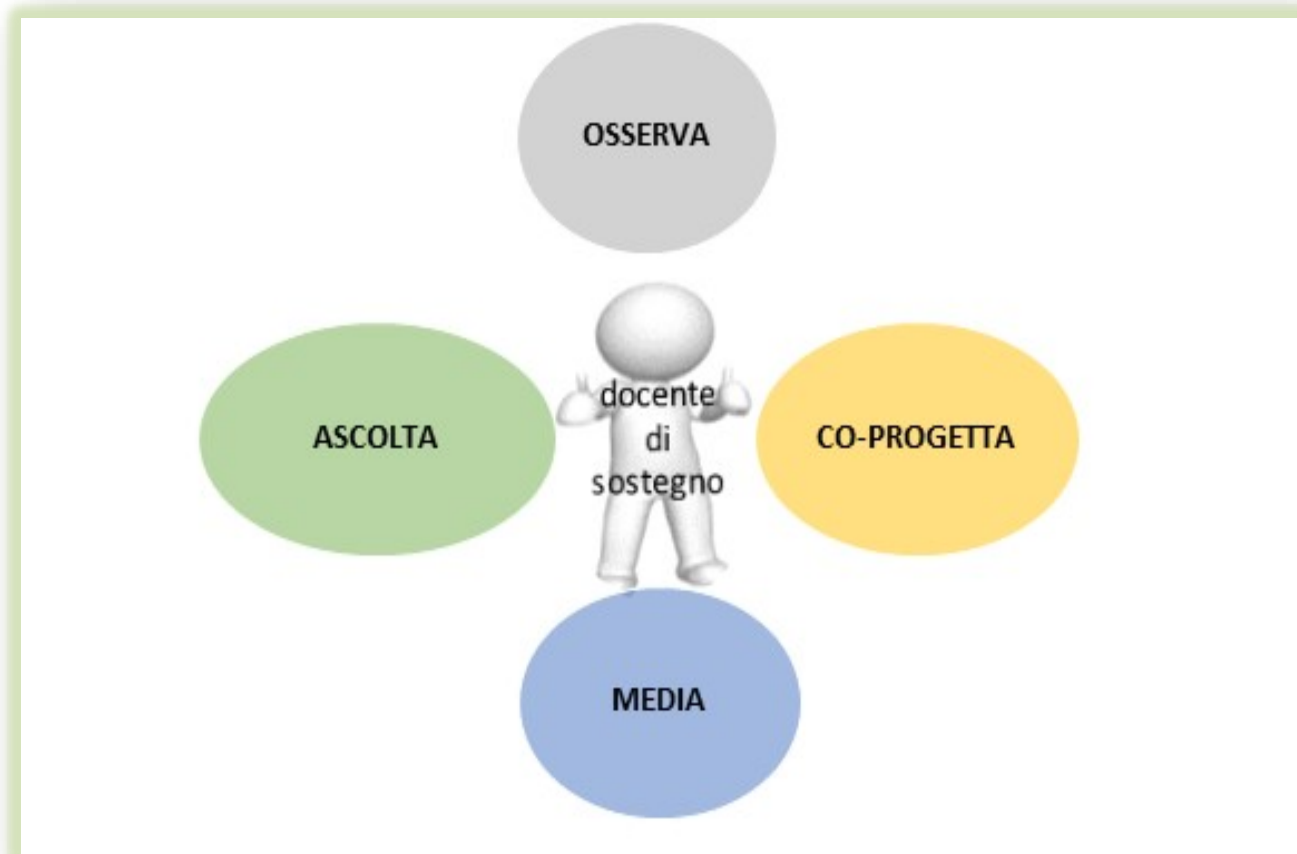 OSSERVA
ASCOLTA
docente
di
sostegno
CO-PROGETTA
MEDIA